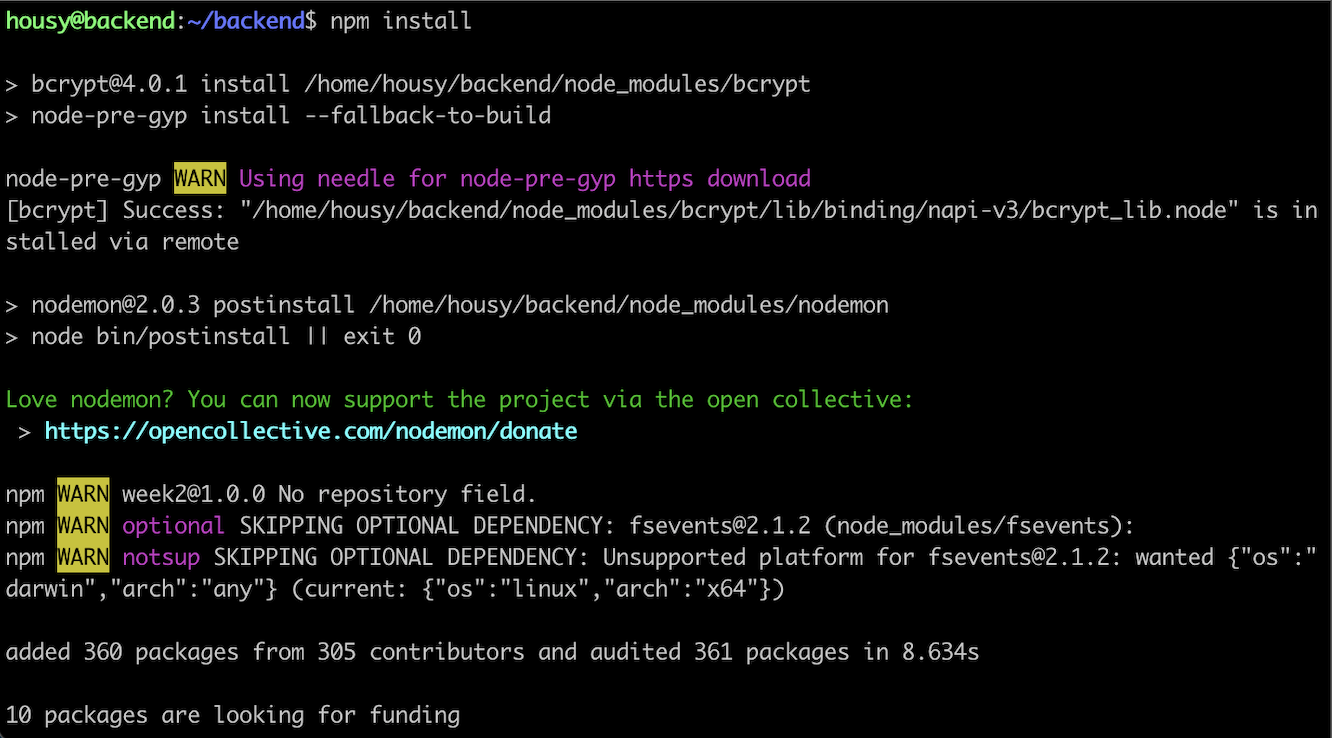 housy@backend:~/backend$ npm install
> bcrypt@4.0.1 install /home/housy/backend/node_modules/bcrypt
> node-pre-gyp install --fallback-to-build
node-pre-gyp WARN Using needle for node-pre-gyp https download
[bcrypt] Success: "/home/housy/backend/node_modules/bcrypt/lib/binding/napi-v3/bcrypt_lib.node" is in
stalled via remote
> nodemon@2.0.3 postinstall /home/housy/backend/node_modules/nodemon
> node bin/postinstall || exit 0
Love nodemon? You can now support the project via the open collective:
> https://opencollective.com/nodemon/donate
npm WARN week2@1.0.0 No repository field.
npm WARN optional SKIPPING OPTIONAL DEPENDENCY: fsevents@2.1.2 (node_modules/fsevents):
npm WARN notsup SKIPPING OPTIONAL DEPENDENCY: Unsupported platform for fsevents@2.1.2: wanted {"os":"
darwin","arch":"any"} (current: {"os":"linux","arch":"x64"})
added 360 packages from 305 contributors and audited 361 packages in 8.634s
10 packages are looking for funding